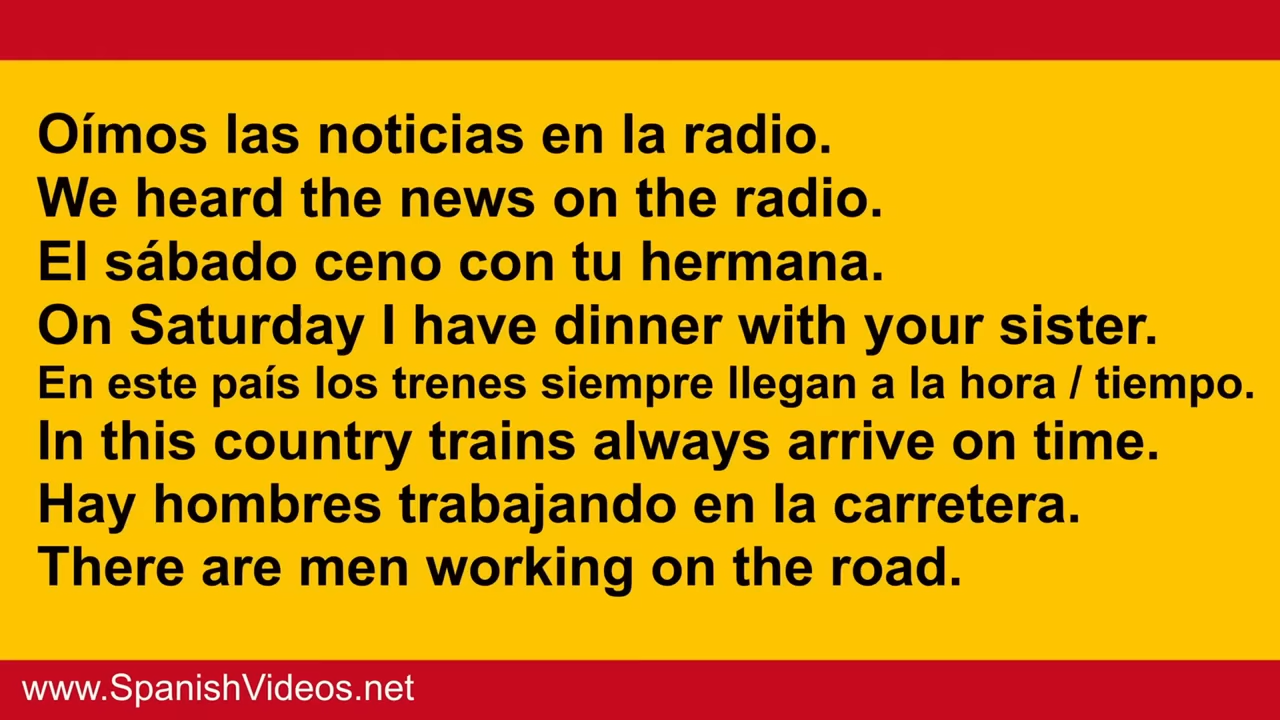 Oímos las noticias en la radio.
We heard the news on the radio.
El sábado ceno con tu hermana.
On Saturday I have dinner with your sister.
En este país los trenes siempre llegan a la hora / tiempo.
In this country trains always arrive on time.
Hay hombres trabajando en la carretera.
There are men working on the road.
www.SpanishVideos.net